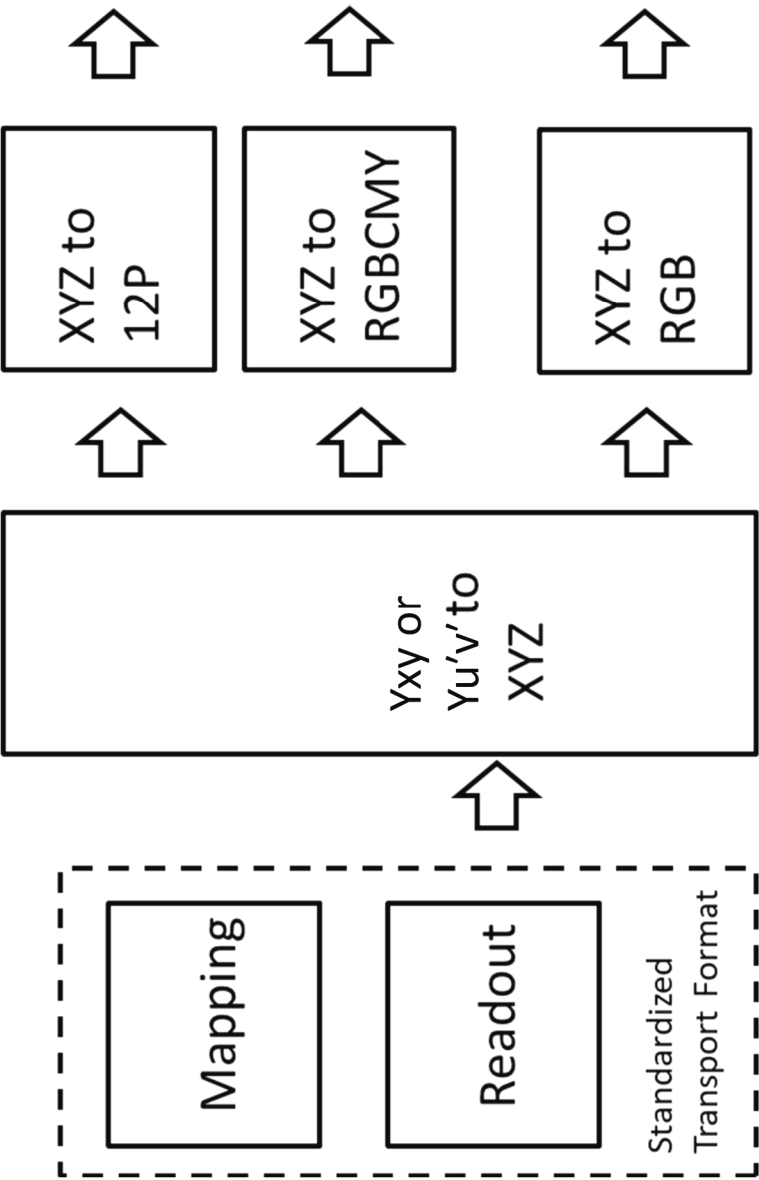 Mapping
Readout
Standardized
Transport Format
Yxy or
Yu'v' to
XYZ
XYZ to
12P
XYZ to
RGBCMY
XYZ to
RGB